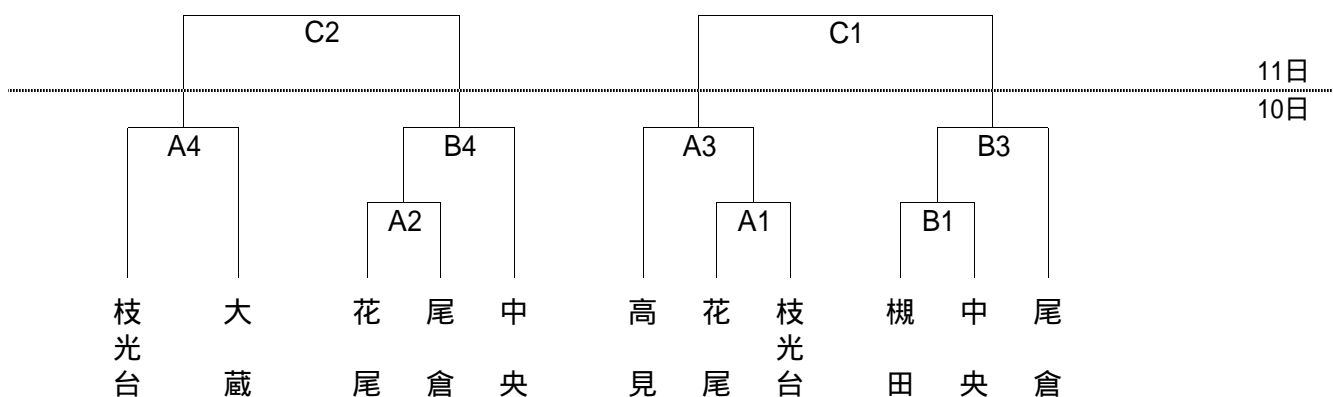 C2
C1
11日
10日
A4
B4
A3
B3
A2
A1
B1
枝光台
大蔵
花尾
尾倉
中央
高見
花尾
枝光台
槻田
中央
尾倉